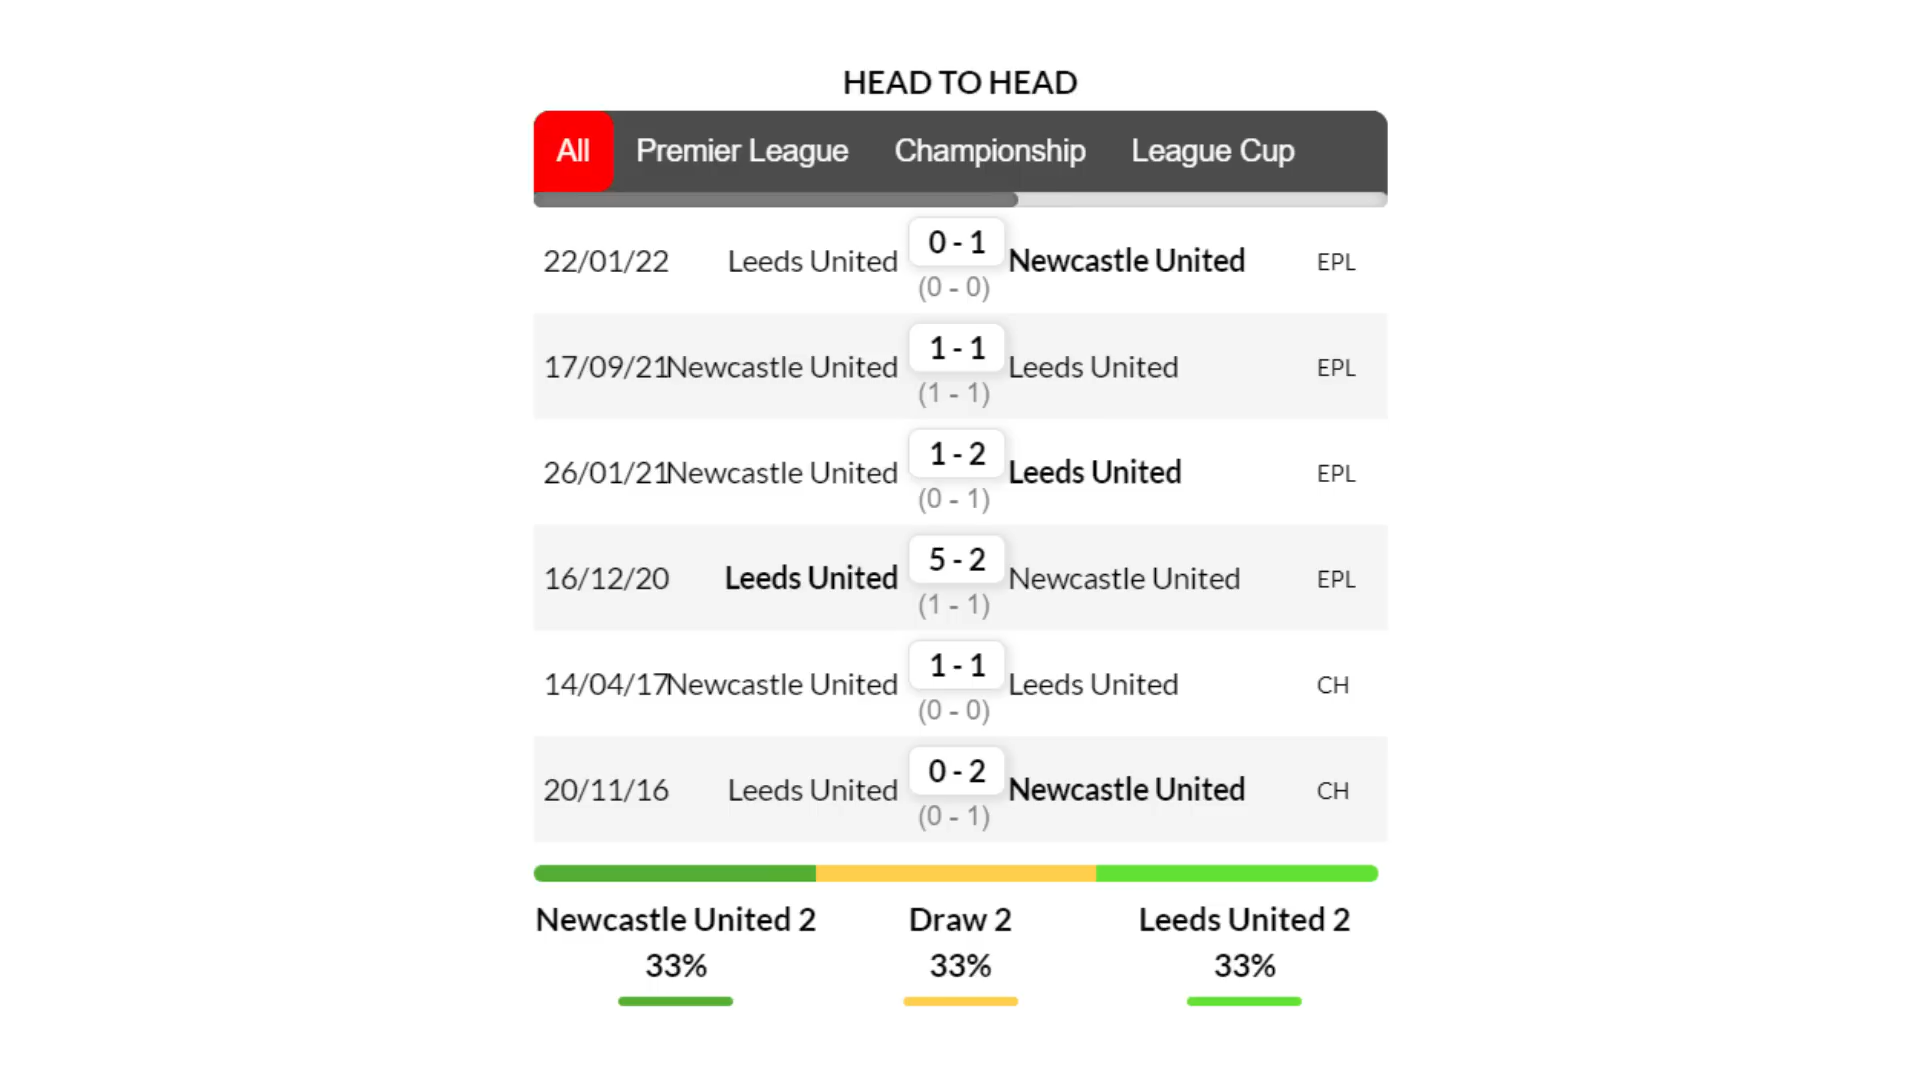 HEAD TO HEAD
All Premier League Championship League Cup
22/01/22 Leeds United 0 - 1 Newcastle United EPL
(0 - 0)
17/09/21 Newcastle United 1 - 1 Leeds United EPL
(1 - 1)
26/01/21 Newcastle United 1 - 2 Leeds United EPL
(0 - 1)
16/12/20 Leeds United 5 - 2 Newcastle United EPL
(1 - 1)
14/04/17 Newcastle United 1 - 1 Leeds United CH
(0 - 0)
20/11/16 Leeds United 0 - 2 Newcastle United CH
(0 - 1)
Newcastle United 2 Draw 2 Leeds United 2
33% 33% 33%